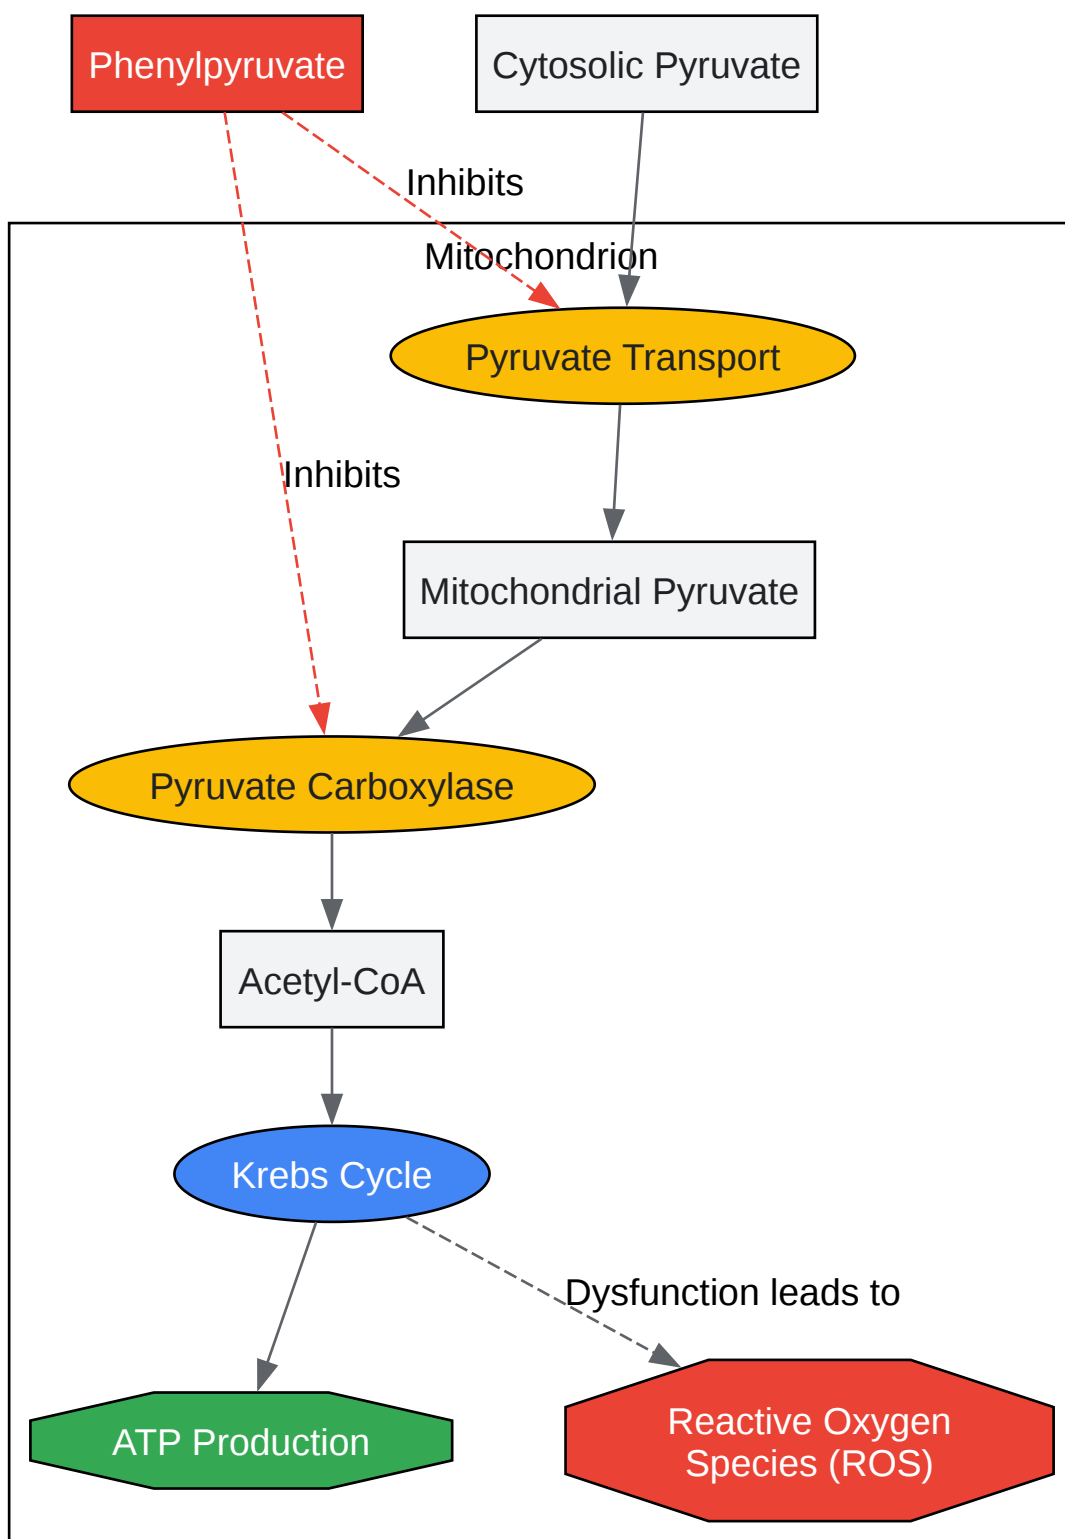 Phenylpyruvate
Cytosolic Pyruvate
Inhibits
Mitochondrion
Pyruvate Transport
Inhibits
Mitochondrial Pyruvate
Pyruvate Carboxylase
Acetyl-CoA
Krebs Cycle
Dysfunction leads to
ATP Production
Reactive Oxygen
Species (ROS)